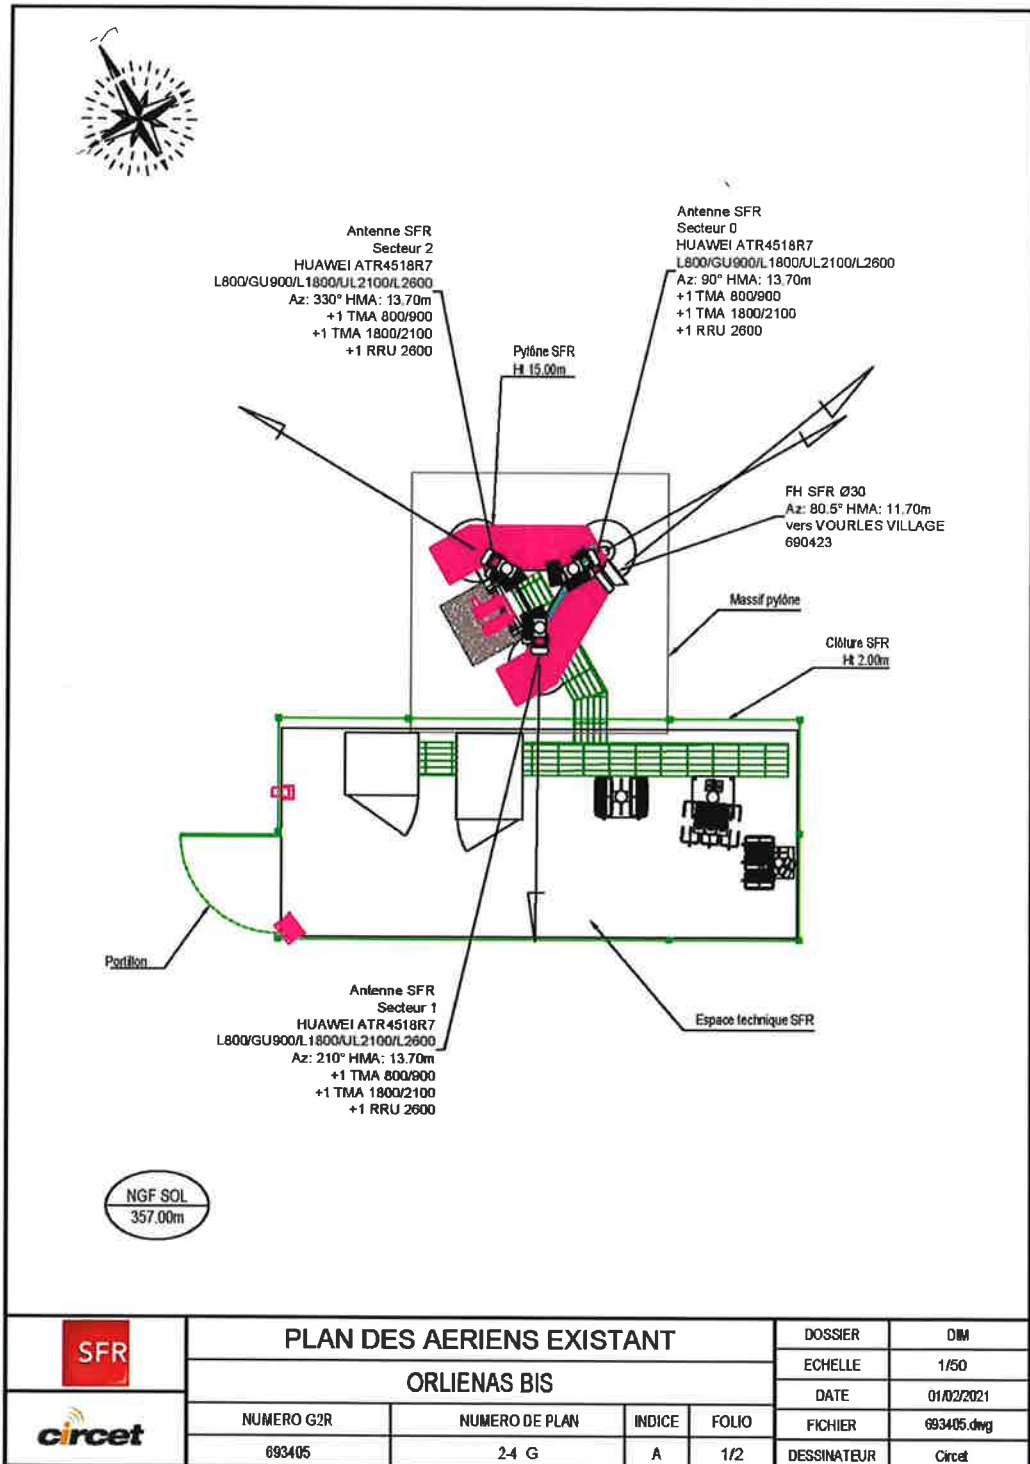 Antenne SFR
Secteur 2
HUAWEI ATR4518R7
L800/GU900/L1800/UL2100/L2600
Az: 330° HMA: 13.70m
+1 TMA 800/900
+1 TMA 1800/2100
+1 RRU 2600
Antenne SFR
Secteur 0
HUAWEI ATR4518R7
L800/GU900/L1800/UL2100/L2600
Az: 90° HMA: 13.70m
+1 TMA 800/900
+1 TMA 1800/2100
+1 RRU 2600
Pylône SFR
Ht 15.00m
FH SFR Ø30
Az: 80.5° HMA: 11.70m
vers VOURLES VILLAGE
690423
Massif pylône
Clôture SFR
Ht 2.00m
Portillon
Antenne SFR
Secteur 1
HUAWEI ATR4518R7
L800/GU900/L1800/UL2100/L2600
Az: 210° HMA: 13.70m
+1 TMA 800/900
+1 TMA 1800/2100
+1 RRU 2600
Espace technique SFR
NGF SOL
357.00m
SFR
circet
PLAN DES AERIENS EXISTANT
ORLIENAS BIS
NUMERO G2R
NUMERO DE PLAN
INDICE
FOLIO
693405
2-4 G
A
1/2
DOSSIER
DIM
ECHELLE
1/50
DATE
01/02/2021
FICHIER
693405.dwg
DESSINATEUR
Circet